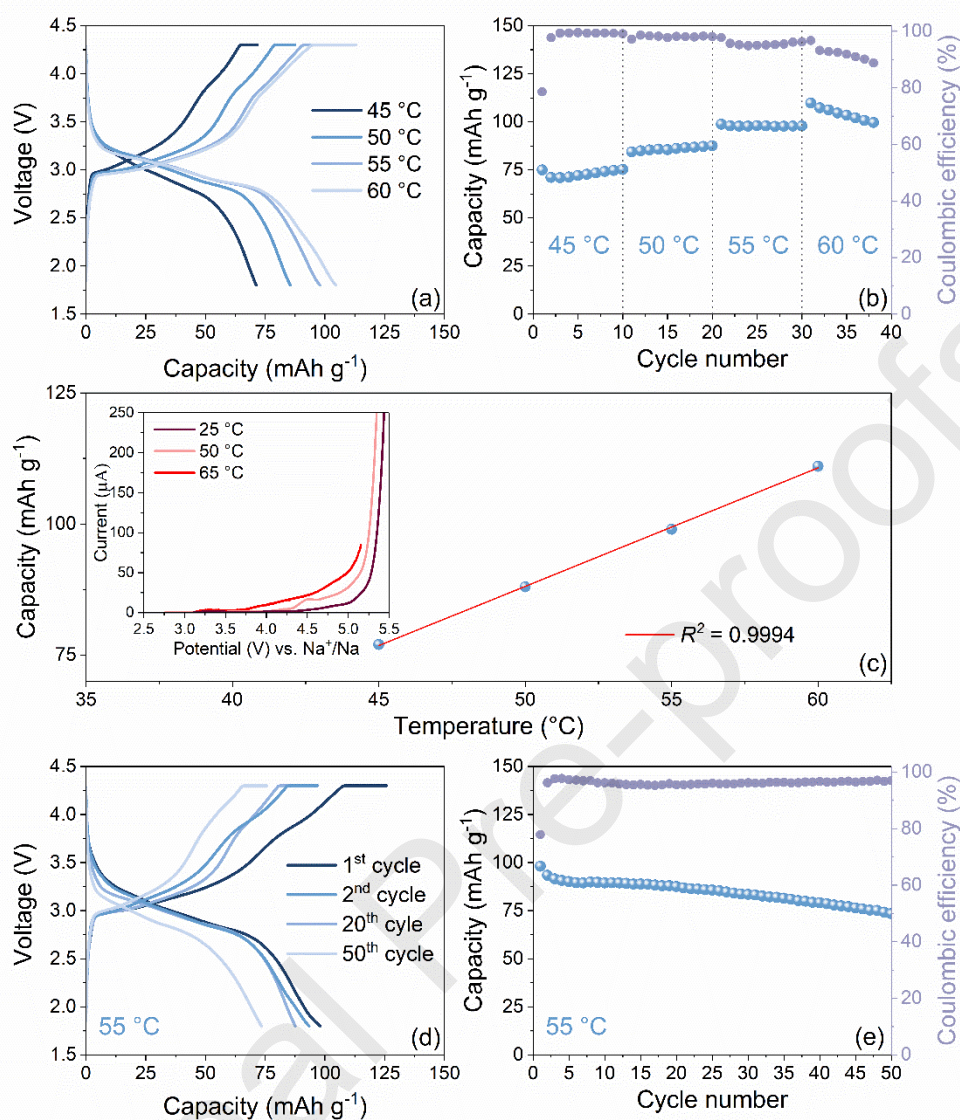 4.5
4.0
3.5
3.0
2.5
2.0
1.5
Voltage (V)
45 °C
50 °C
55 °C
60 °C
(a)
0 25 50 75 100 125 150
Capacity (mAh g⁻¹)
150
125
100
75
50
25
0
Capacity (mAh g⁻¹)
45 °C 50 °C 55 °C 60 °C
(b)
100
80
60
40
20
0
Coulombic efficiency (%)
0 5 10 15 20 25 30 35 40
Cycle number
125
100
75
Capacity (mAh g⁻¹)
250
200
150
100
50
0
Current (μA)
25 °C
50 °C
65 °C
2.5 3.0 3.5 4.0 4.5 5.0 5.5
Potential (V) vs. Na⁺/Na
R² = 0.9994
(c)
35 40 45 50 55 60
Temperature (°C)
4.5
4.0
3.5
3.0
2.5
2.0
1.5
Voltage (V)
1st cycle
2nd cycle
20th cyle
50th cycle
55 °C
(d)
0 25 50 75 100 125 150
Capacity (mAh g⁻¹)
150
125
100
75
50
25
0
Capacity (mAh g⁻¹)
55 °C
(e)
100
80
60
40
20
0
Coulombic efficiency (%)
0 5 10 15 20 25 30 35 40 45 50
Cycle number
al Pre-proofs